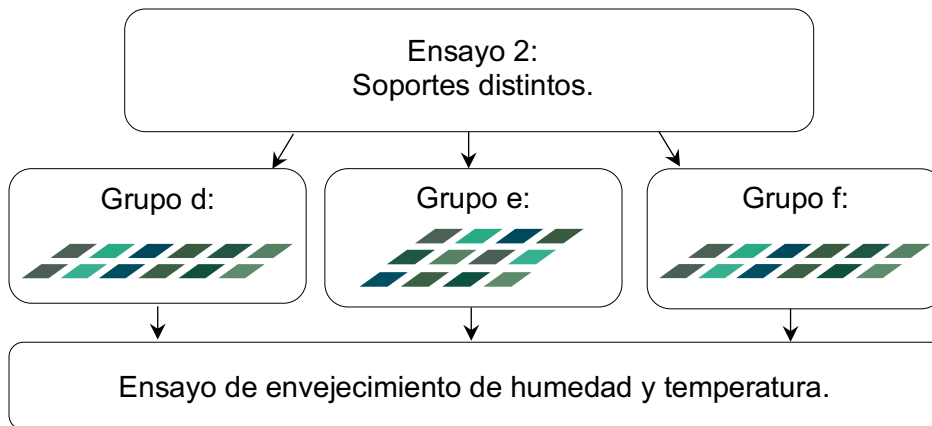 Ensayo 2:
Soportes distintos.
Grupo d:
Grupo e:
Grupo f:
Ensayo de envejecimiento de humedad y temperatura.